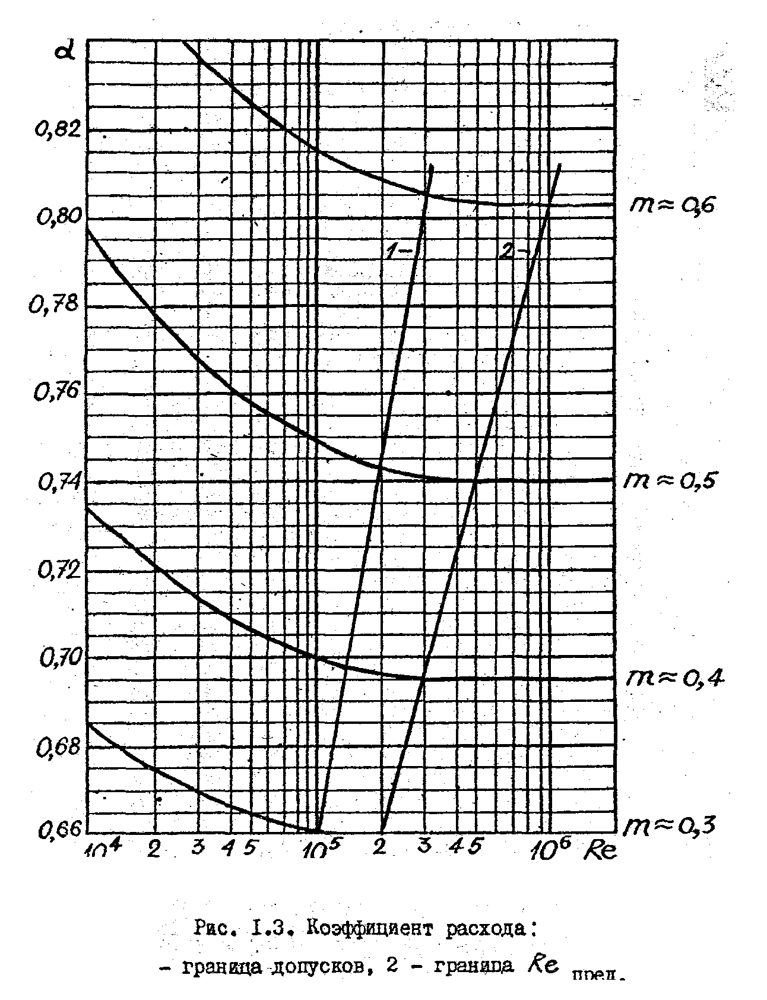 α
0,82
0,80
0,78
0,76
0,74
0,72
0,70
0,68
0,66
10⁴ 2 3 4 5 10⁵ 2 3 4 5 10⁶ Re
1–
2–
m ≈ 0,6
m ≈ 0,5
m ≈ 0,4
m ≈ 0,3
Рис. I.3. Коэффициент расхода:
– граница допусков, 2 – граница Re пред.